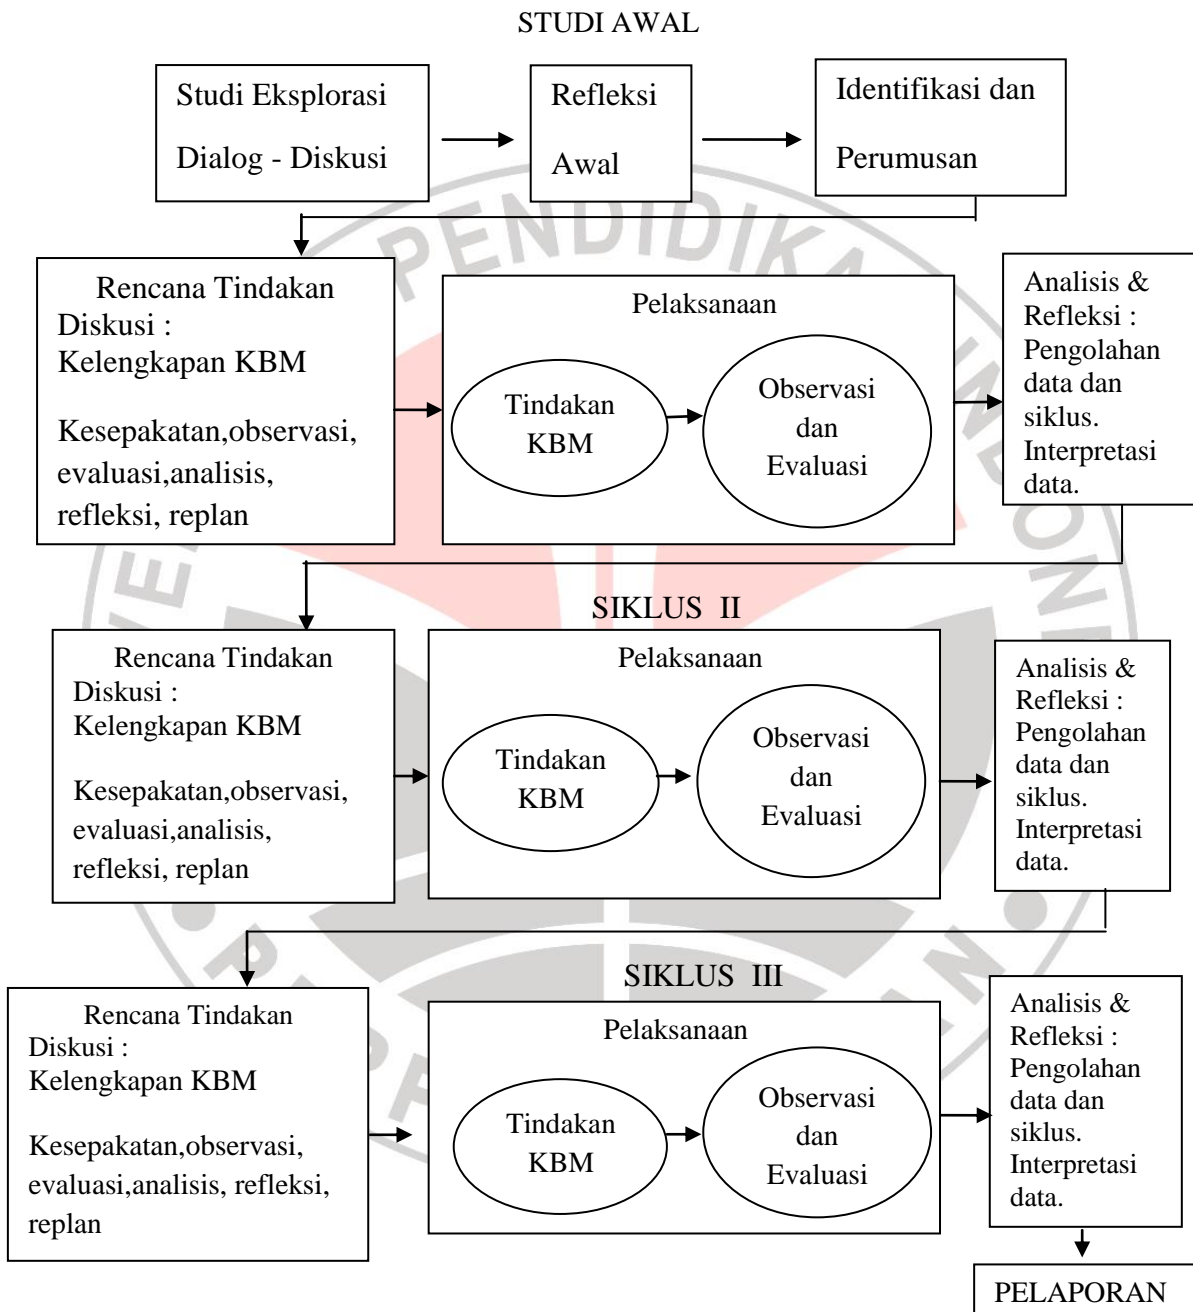 STUDI AWAL
Studi Eksplorasi
Dialog - Diskusi
Refleksi
Awal
Identifikasi dan
Perumusan
Rencana Tindakan
Diskusi :
Kelengkapan KBM
Kesepakatan,observasi,
evaluasi,analisis,
refleksi, replan
Pelaksanaan
Tindakan
KBM
Observasi
dan
Evaluasi
Analisis &
Refleksi :
Pengolahan
data dan
siklus.
Interpretasi
data.
SIKLUS II
Rencana Tindakan
Diskusi :
Kelengkapan KBM
Kesepakatan,observasi,
evaluasi,analisis,
refleksi, replan
Pelaksanaan
Tindakan
KBM
Observasi
dan
Evaluasi
Analisis &
Refleksi :
Pengolahan
data dan
siklus.
Interpretasi
data.
SIKLUS III
Rencana Tindakan
Diskusi :
Kelengkapan KBM
Kesepakatan,observasi,
evaluasi,analisis, refleksi,
replan
Pelaksanaan
Tindakan
KBM
Observasi
dan
Evaluasi
Analisis &
Refleksi :
Pengolahan
data dan
siklus.
Interpretasi
data.
PELAPORAN